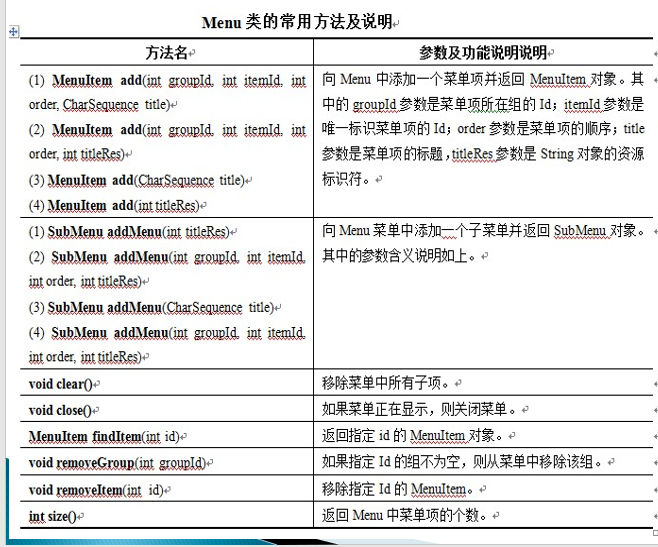 Menu 类的常用方法及说明
方法名
参数及功能说明说明
(1) MenuItem add(int groupId, int itemId, int
order, CharSequence title)
(2) MenuItem add(int groupId, int itemId, int
order, int titleRes)
(3) MenuItem add(CharSequence title)
(4) MenuItem add(int titleRes)
向 Menu 中添加一个菜单项并返回 MenuItem 对象。其
中的 groupId 参数是菜单项所在组的 Id；itemId 参数是
唯一标识菜单项的 Id；order 参数是菜单项的顺序；title
参数是菜单项的标题，titleRes 参数是 String 对象的资源
标识符。
(1) SubMenu addMenu(int titleRes)
(2) SubMenu addMenu(int groupId, int itemId,
int order, int titleRes)
(3) SubMenu addMenu(CharSequence title)
(4) SubMenu addMenu(int groupId, int itemId,
int order, int titleRes)
向 Menu 菜单中添加一个子菜单并返回 SubMenu 对象。
其中的参数含义说明如上。
void clear()
移除菜单中所有子项。
void close()
如果菜单正在显示，则关闭菜单。
MenuItem findItem(int id)
返回指定 id 的 MenuItem 对象。
void removeGroup(int groupId)
如果指定 Id 的组不为空，则从菜单中移除该组。
void removeItem(int id)
移除指定 Id 的 MenuItem。
int size()
返回 Menu 中菜单项的个数。